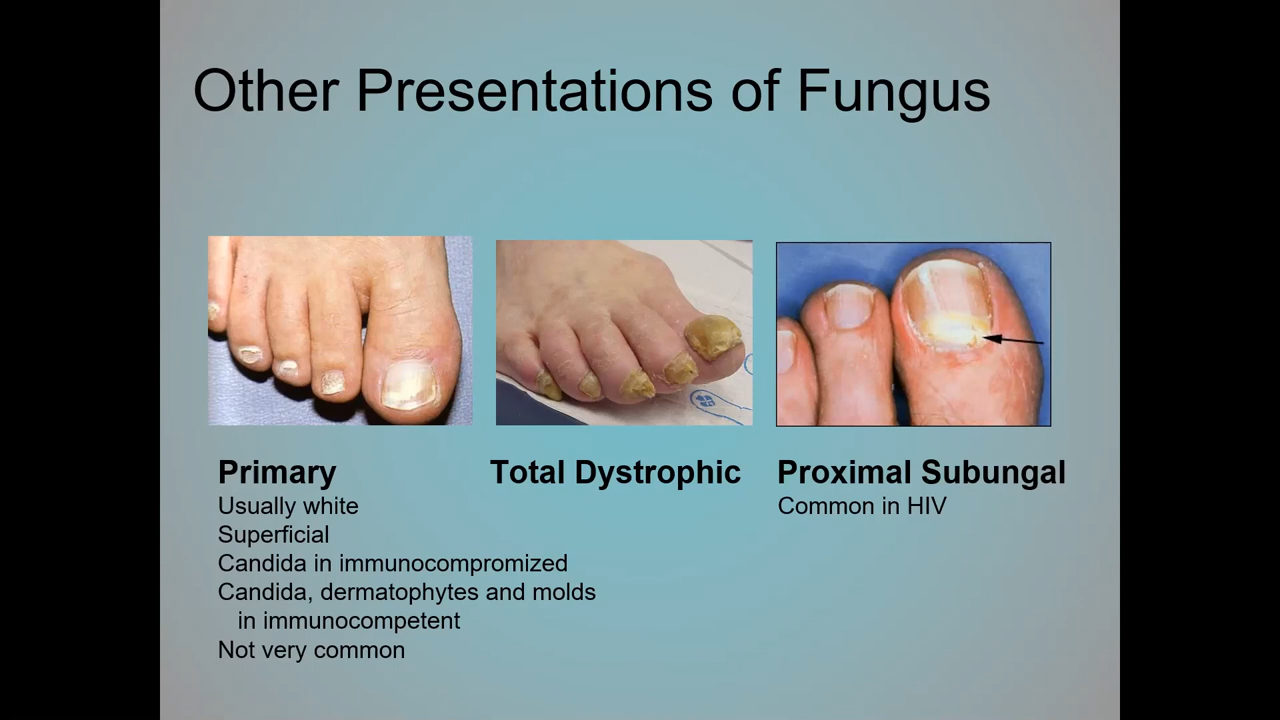 Other Presentations of Fungus
Primary
Usually white
Superficial
Candida in immunocompromized
Candida, dermatophytes and molds
in immunocompetent
Not very common
Total Dystrophic
Proximal Subungal
Common in HIV